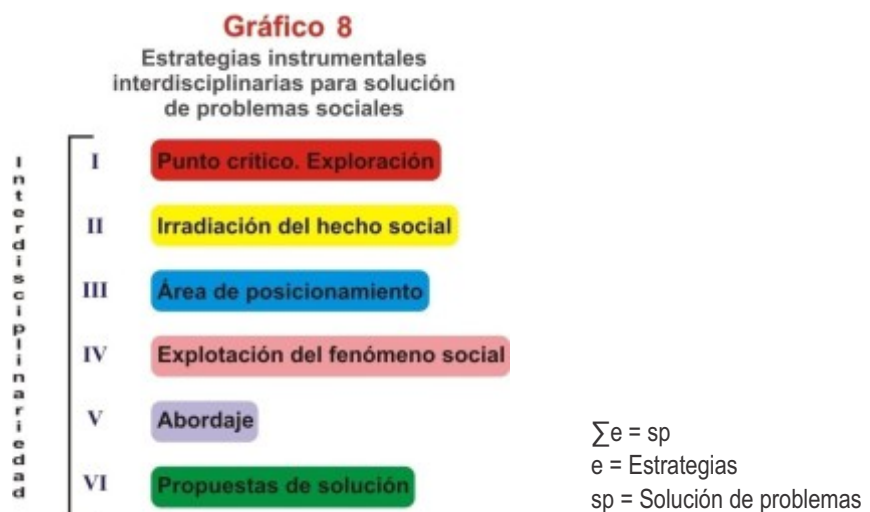 Gráfico 8
Estrategias instrumentales
interdisciplinarias para solución
de problemas sociales
Interdisciplinariedad
I Punto critico. Exploración
II Irradiación del hecho social
III Área de posicionamiento
IV Explotación del fenómeno social
V Abordaje
VI Propuestas de solución
∑e = sp
e = Estrategias
sp = Solución de problemas